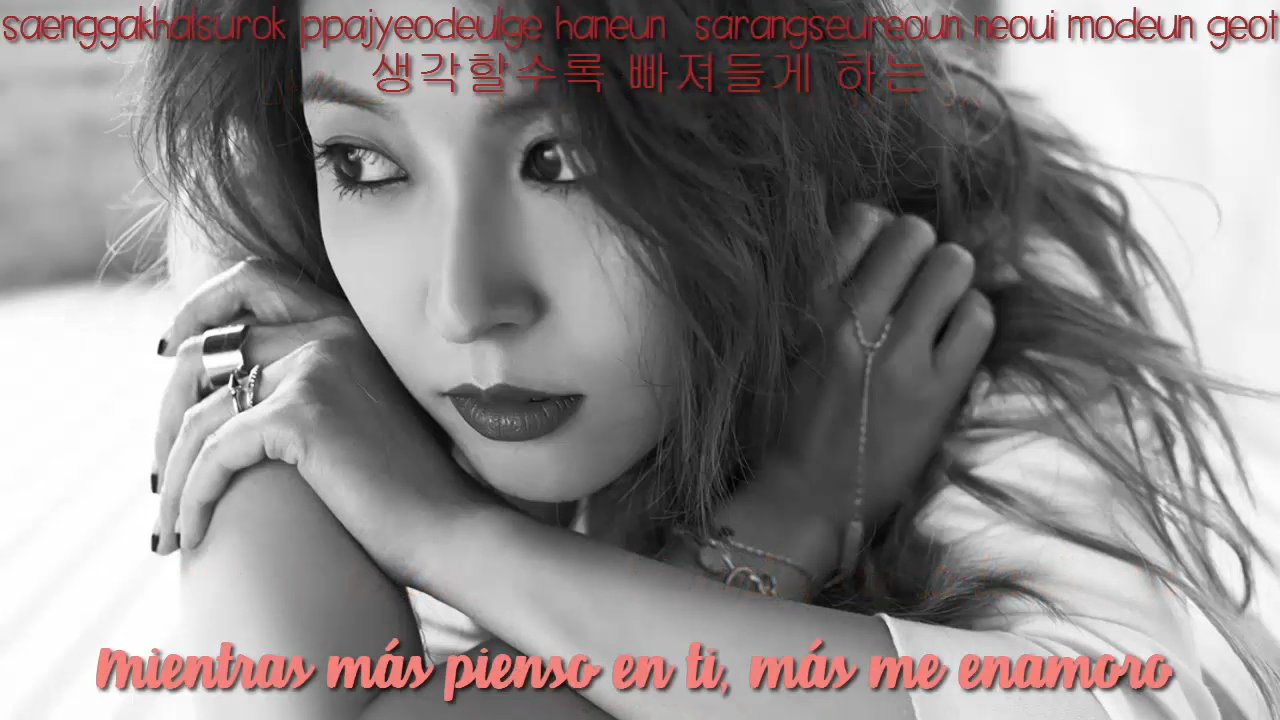 saenggakhalsurok ppajyeodeulge haneun sarangseureoun neoui modeun geot
생각할수록 빠져들게 하는
Mientras más pienso en ti, más me enamoro